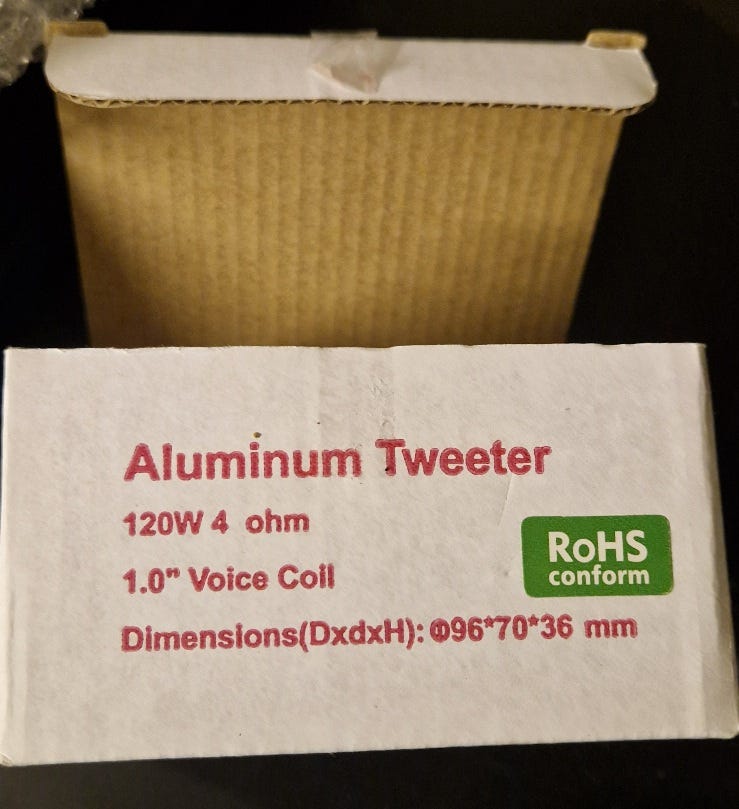 Aluminum Tweeter
120W 4 ohm
1.0" Voice Coil
Dimensions(DxdxH): Φ96*70*36 mm
RoHS
conform